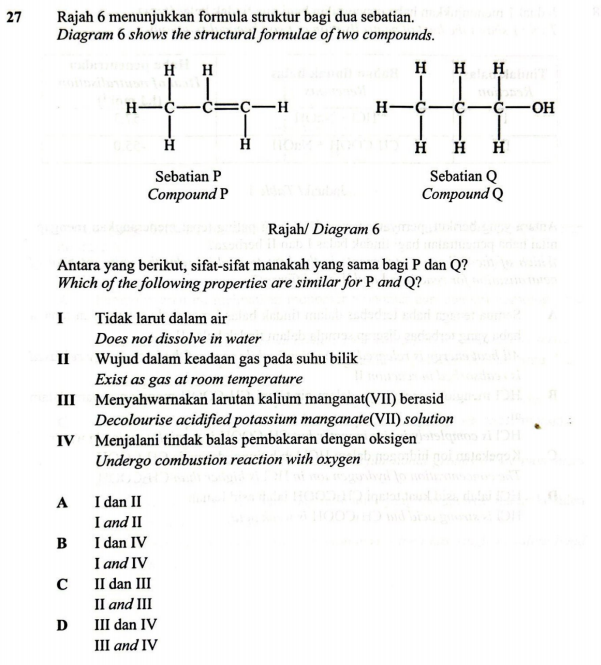 27 Rajah 6 menunjukkan formula struktur bagi dua sebatian.
Diagram 6 shows the structural formulae of two compounds.
H H
H—C—C=C—H
H H
H H H
H—C—C—C—OH
H H H
Sebatian P
Compound P
Sebatian Q
Compound Q
Rajah/ Diagram 6
Antara yang berikut, sifat-sifat manakah yang sama bagi P dan Q?
Which of the following properties are similar for P and Q?
I Tidak larut dalam air
Does not dissolve in water
II Wujud dalam keadaan gas pada suhu bilik
Exist as gas at room temperature
III Menyahwarnakan larutan kalium manganat(VII) berasid
Decolourise acidified potassium manganate(VII) solution
IV Menjalani tindak balas pembakaran dengan oksigen
Undergo combustion reaction with oxygen
A I dan II
I and II
B I dan IV
I and IV
C II dan III
II and III
D III dan IV
III and IV